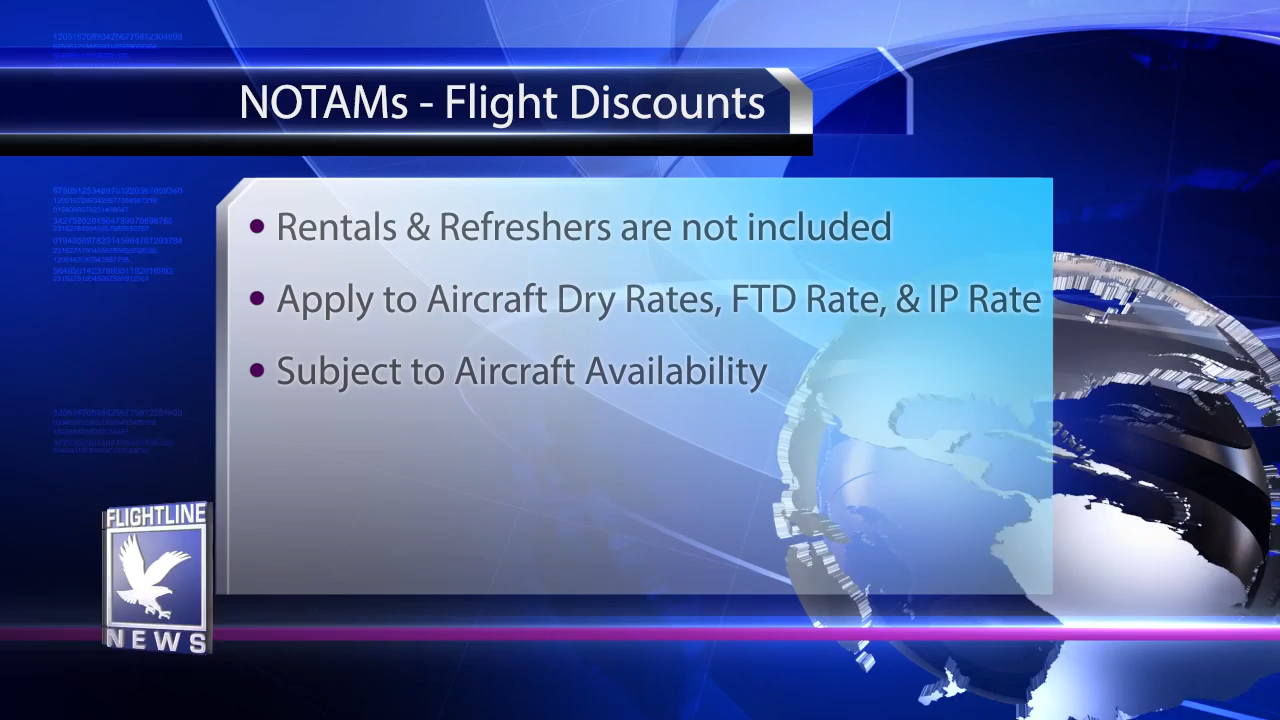 NOTAMs - Flight Discounts
• Rentals & Refreshers are not included
• Apply to Aircraft Dry Rates, FTD Rate, & IP Rate
• Subject to Aircraft Availability
FLIGHTLINE
NEWS